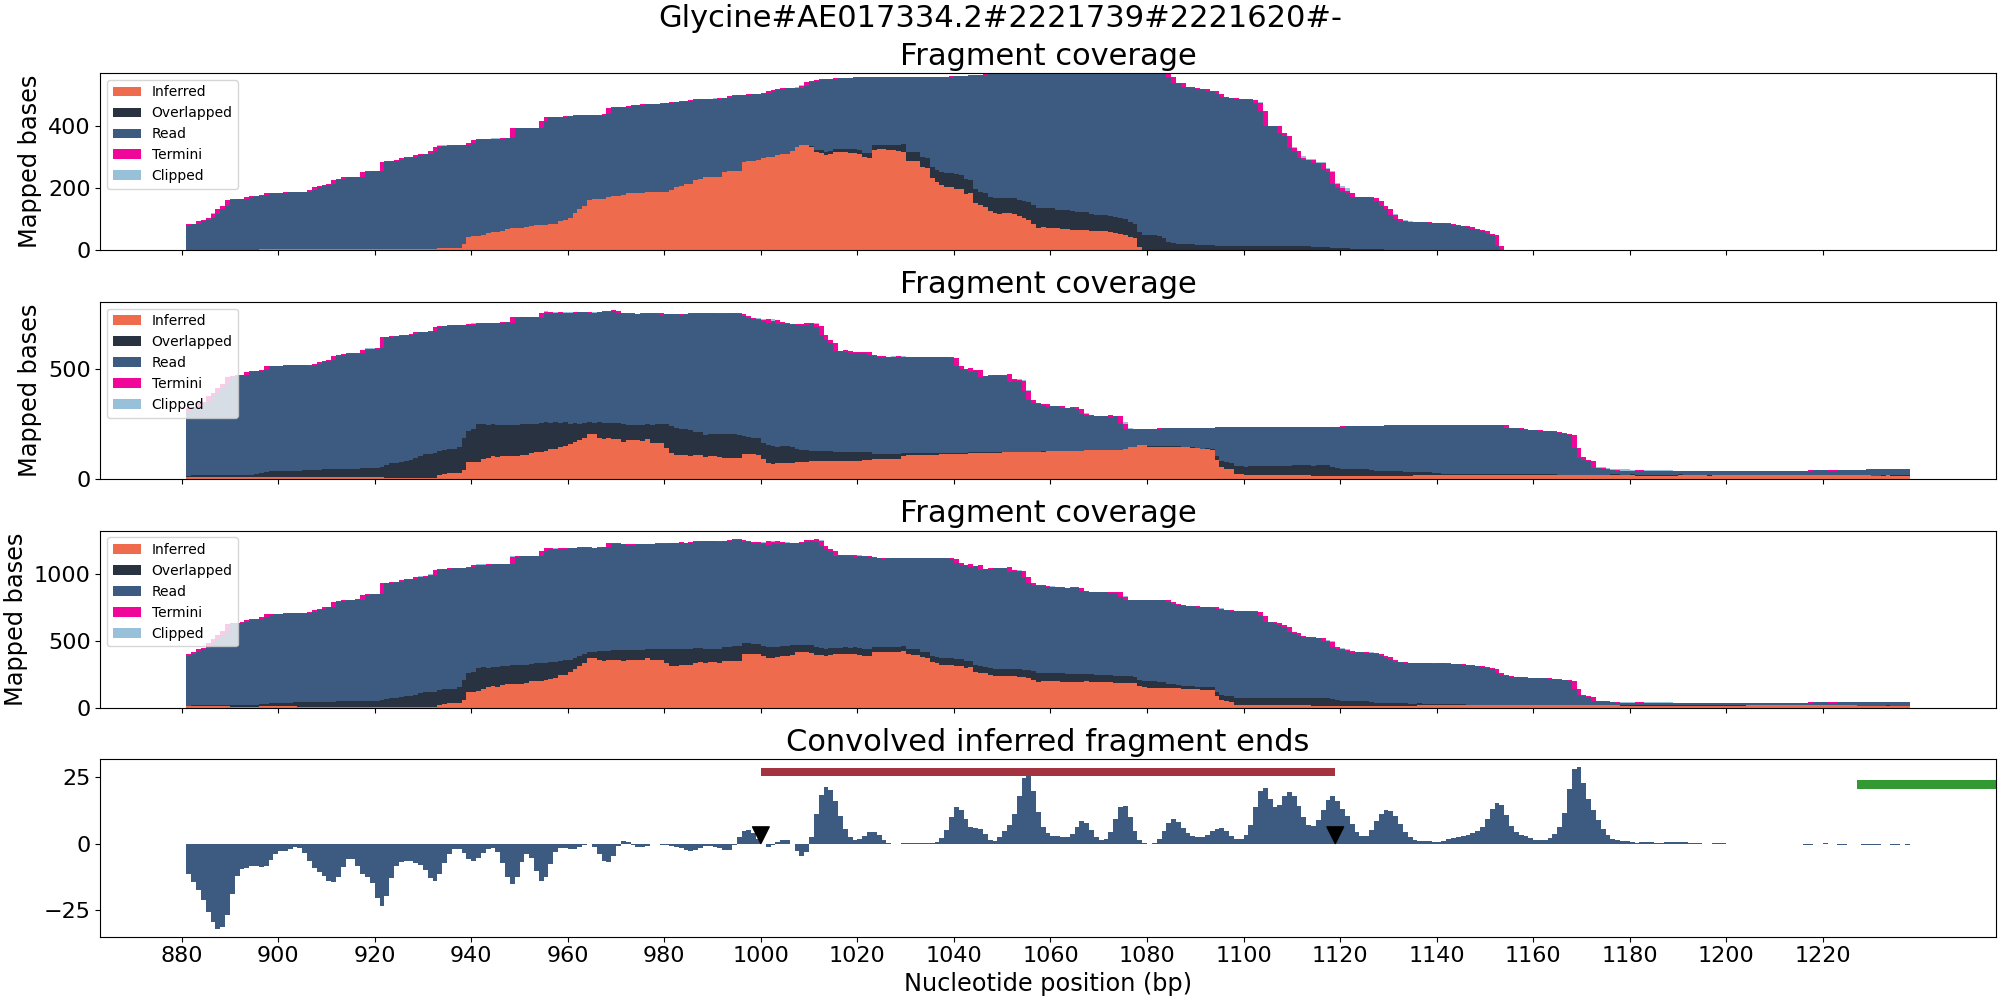 Glycine#AE017334.2#2221739#2221620#-
Fragment coverage
Mapped bases
400
200
0
Inferred
Overlapped
Read
Termini
Clipped
Fragment coverage
Mapped bases
500
0
Inferred
Overlapped
Read
Termini
Clipped
Fragment coverage
Mapped bases
1000
500
0
Inferred
Overlapped
Read
Termini
Clipped
Convolved inferred fragment ends
25
0
−25
880 900 920 940 960 980 1000 1020 1040 1060 1080 1100 1120 1140 1160 1180 1200 1220
Nucleotide position (bp)